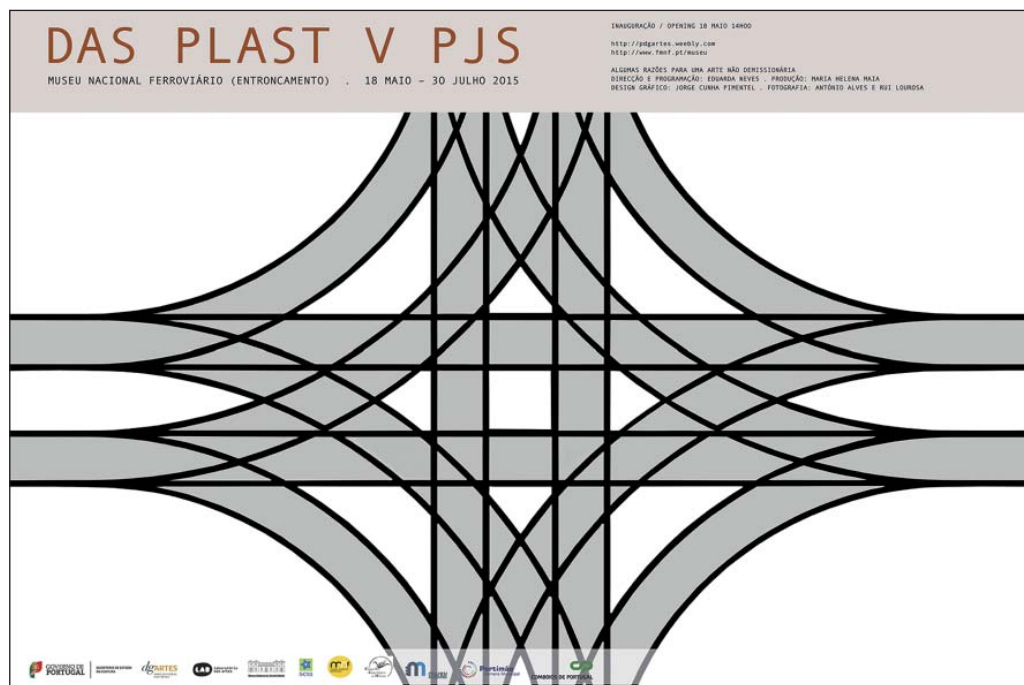 DAS PLAST V PJS
MUSEU NACIONAL FERROVIÁRIO (ENTRONCAMENTO) . 18 MAIO – 30 JULHO 2015
INAUGURAÇÃO / OPENING 18 MAIO 14H00
http://pdgartes.weebly.com
http://www.fmnf.pt/museu
ALGUMAS RAZÕES PARA UMA ARTE NÃO DEMISSIONÁRIA
DIRECÇÃO E PROGRAMAÇÃO: EDUARDA NEVES . PRODUÇÃO: MARIA HELENA MAIA
DESIGN GRÁFICO: JORGE CUNHA PIMENTEL . FOTOGRAFIA: ANTÓNIO ALVES E RUI LOUROSA
GOVERNO DE
PORTUGAL
dgARTES
LAB
Portimão
COMBOIOS DE PORTUGAL